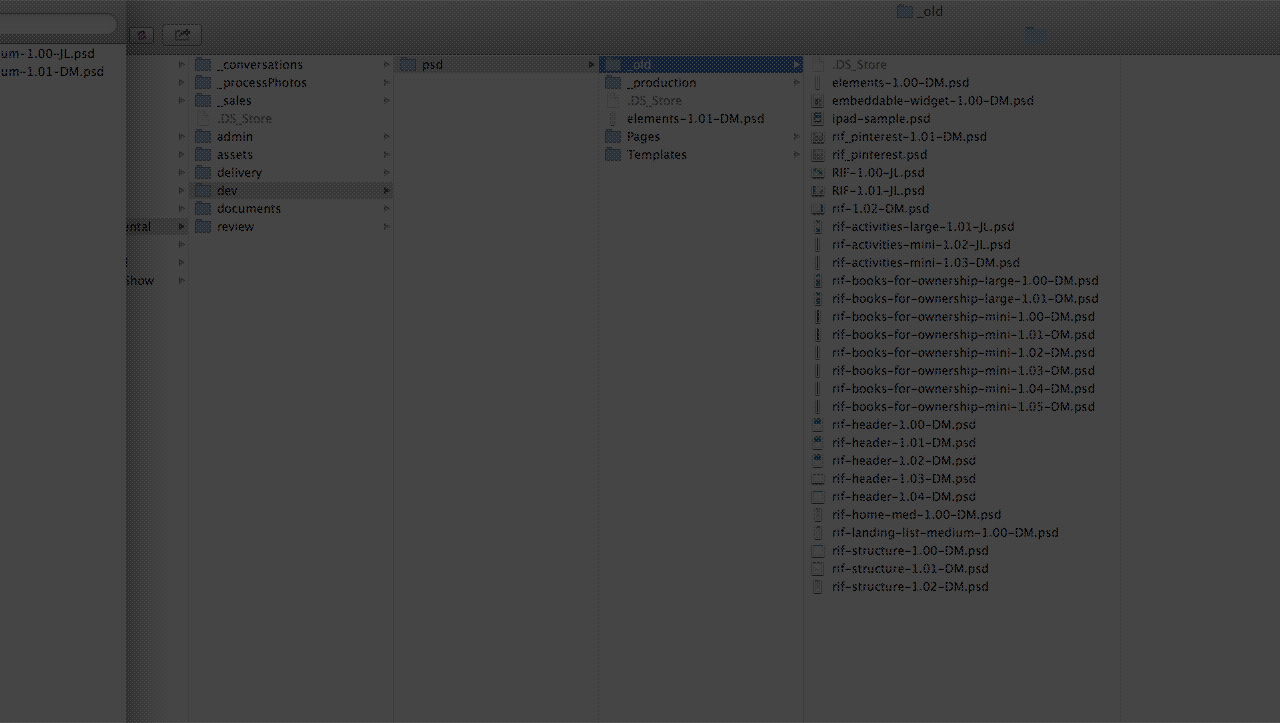 _old
um-1.00-JL.psd
um-1.01-DM.psd
ental
Show
_conversations
_processPhotos
_sales
.DS_Store
admin
assets
delivery
dev
documents
review
psd
_old
_production
.DS_Store
elements-1.01-DM.psd
Pages
Templates
.DS_Store
elements-1.00-DM.psd
embeddable-widget-1.00-DM.psd
ipad-sample.psd
rif_pinterest-1.01-DM.psd
rif_pinterest.psd
RIF-1.00-JL.psd
RIF-1.01-JL.psd
rif-1.02-DM.psd
rif-activities-large-1.01-JL.psd
rif-activities-mini-1.02-JL.psd
rif-activities-mini-1.03-DM.psd
rif-books-for-ownership-large-1.00-DM.psd
rif-books-for-ownership-large-1.01-DM.psd
rif-books-for-ownership-mini-1.00-DM.psd
rif-books-for-ownership-mini-1.01-DM.psd
rif-books-for-ownership-mini-1.02-DM.psd
rif-books-for-ownership-mini-1.03-DM.psd
rif-books-for-ownership-mini-1.04-DM.psd
rif-books-for-ownership-mini-1.05-DM.psd
rif-header-1.00-DM.psd
rif-header-1.01-DM.psd
rif-header-1.02-DM.psd
rif-header-1.03-DM.psd
rif-header-1.04-DM.psd
rif-home-med-1.00-DM.psd
rif-landing-list-medium-1.00-DM.psd
rif-structure-1.00-DM.psd
rif-structure-1.01-DM.psd
rif-structure-1.02-DM.psd